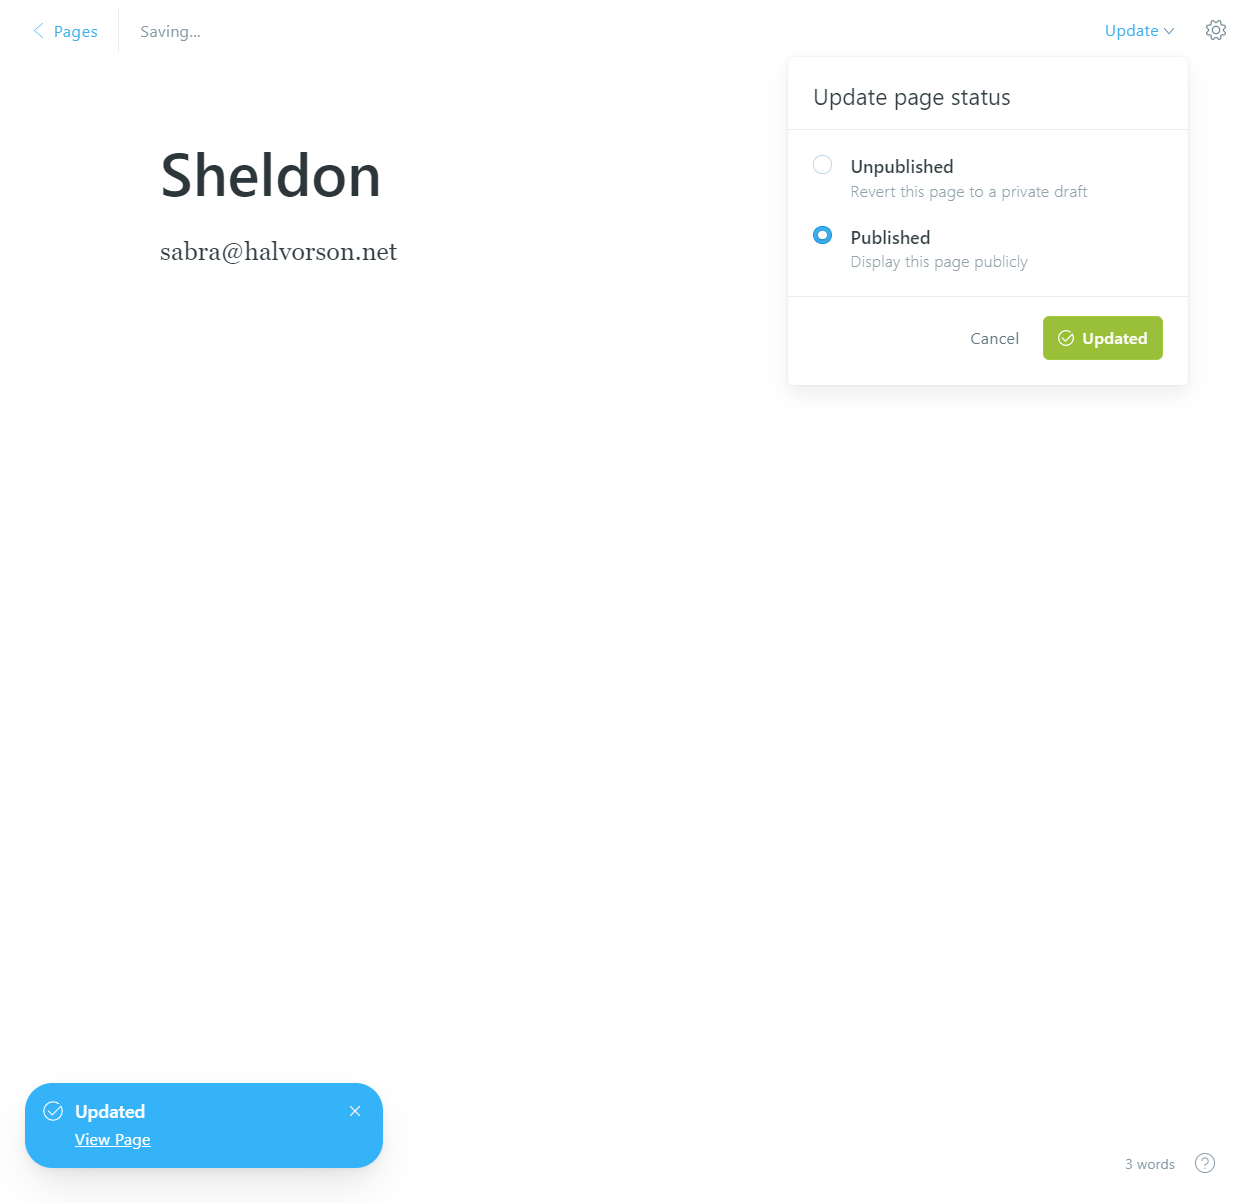 Pages
Saving...
Update
Update page status
Unpublished
Revert this page to a private draft
Published
Display this page publicly
Cancel
Updated
Sheldon
sabra@halvorson.net
Updated
View Page
3 words
?